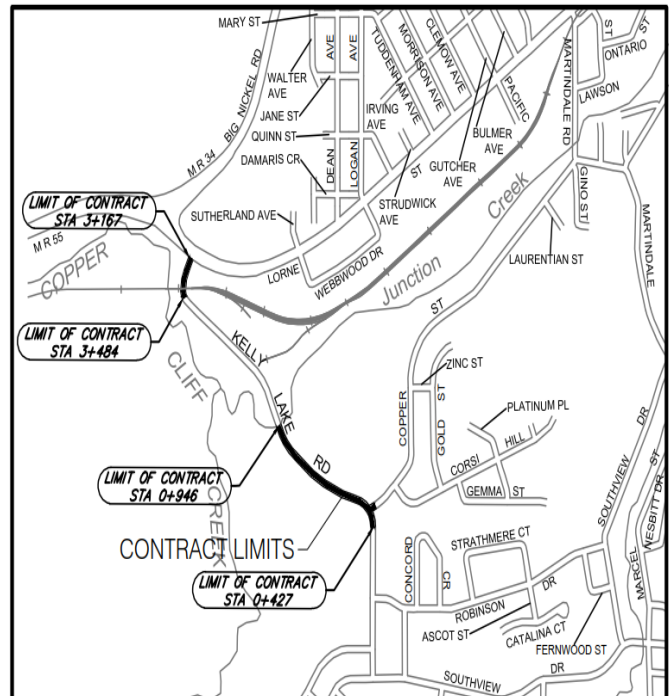 MARY ST
WALTER
AVE
AVE
AVE
TUDDENHAM AVE
MORRISON AVE
CLEMOW AVE
MARTINDALE RD
ST
ONTARIO
ST
BIG NICKEL RD
M R 34
JANE ST
IRVING
AVE
PACIFIC
LAWSON
QUINN ST
BULMER
AVE
DAMARIS CR
DEAN
LOGAN
GUTCHER
AVE
ST
STRUDWICK
AVE
Creek
GINO ST
MARTINDALE
LIMIT OF CONTRACT
STA 3+167
SUTHERLAND AVE
M R 55
LORNE
WEBBWOOD DR
Junction
LAURENTIAN ST
COPPER
LIMIT OF CONTRACT
STA 3+484
KELLY
ST
CLIFF
ZINC ST
LAKE
COPPER
GOLD
ST
PLATINUM PL
RD
CORSI
HILL
SOUTHVIEW
DR
LIMIT OF CONTRACT
STA 0+946
GEMMA ST
NESBITT DR
ST
CREEK
CONTRACT LIMITS
CONCORD
CR
STRATHMERE CT
MARCEL
LIMIT OF CONTRACT
STA 0+427
ROBINSON
DR
ASCOT ST
CATALINA CT
FERNWOOD ST
SOUTHVIEW
DR